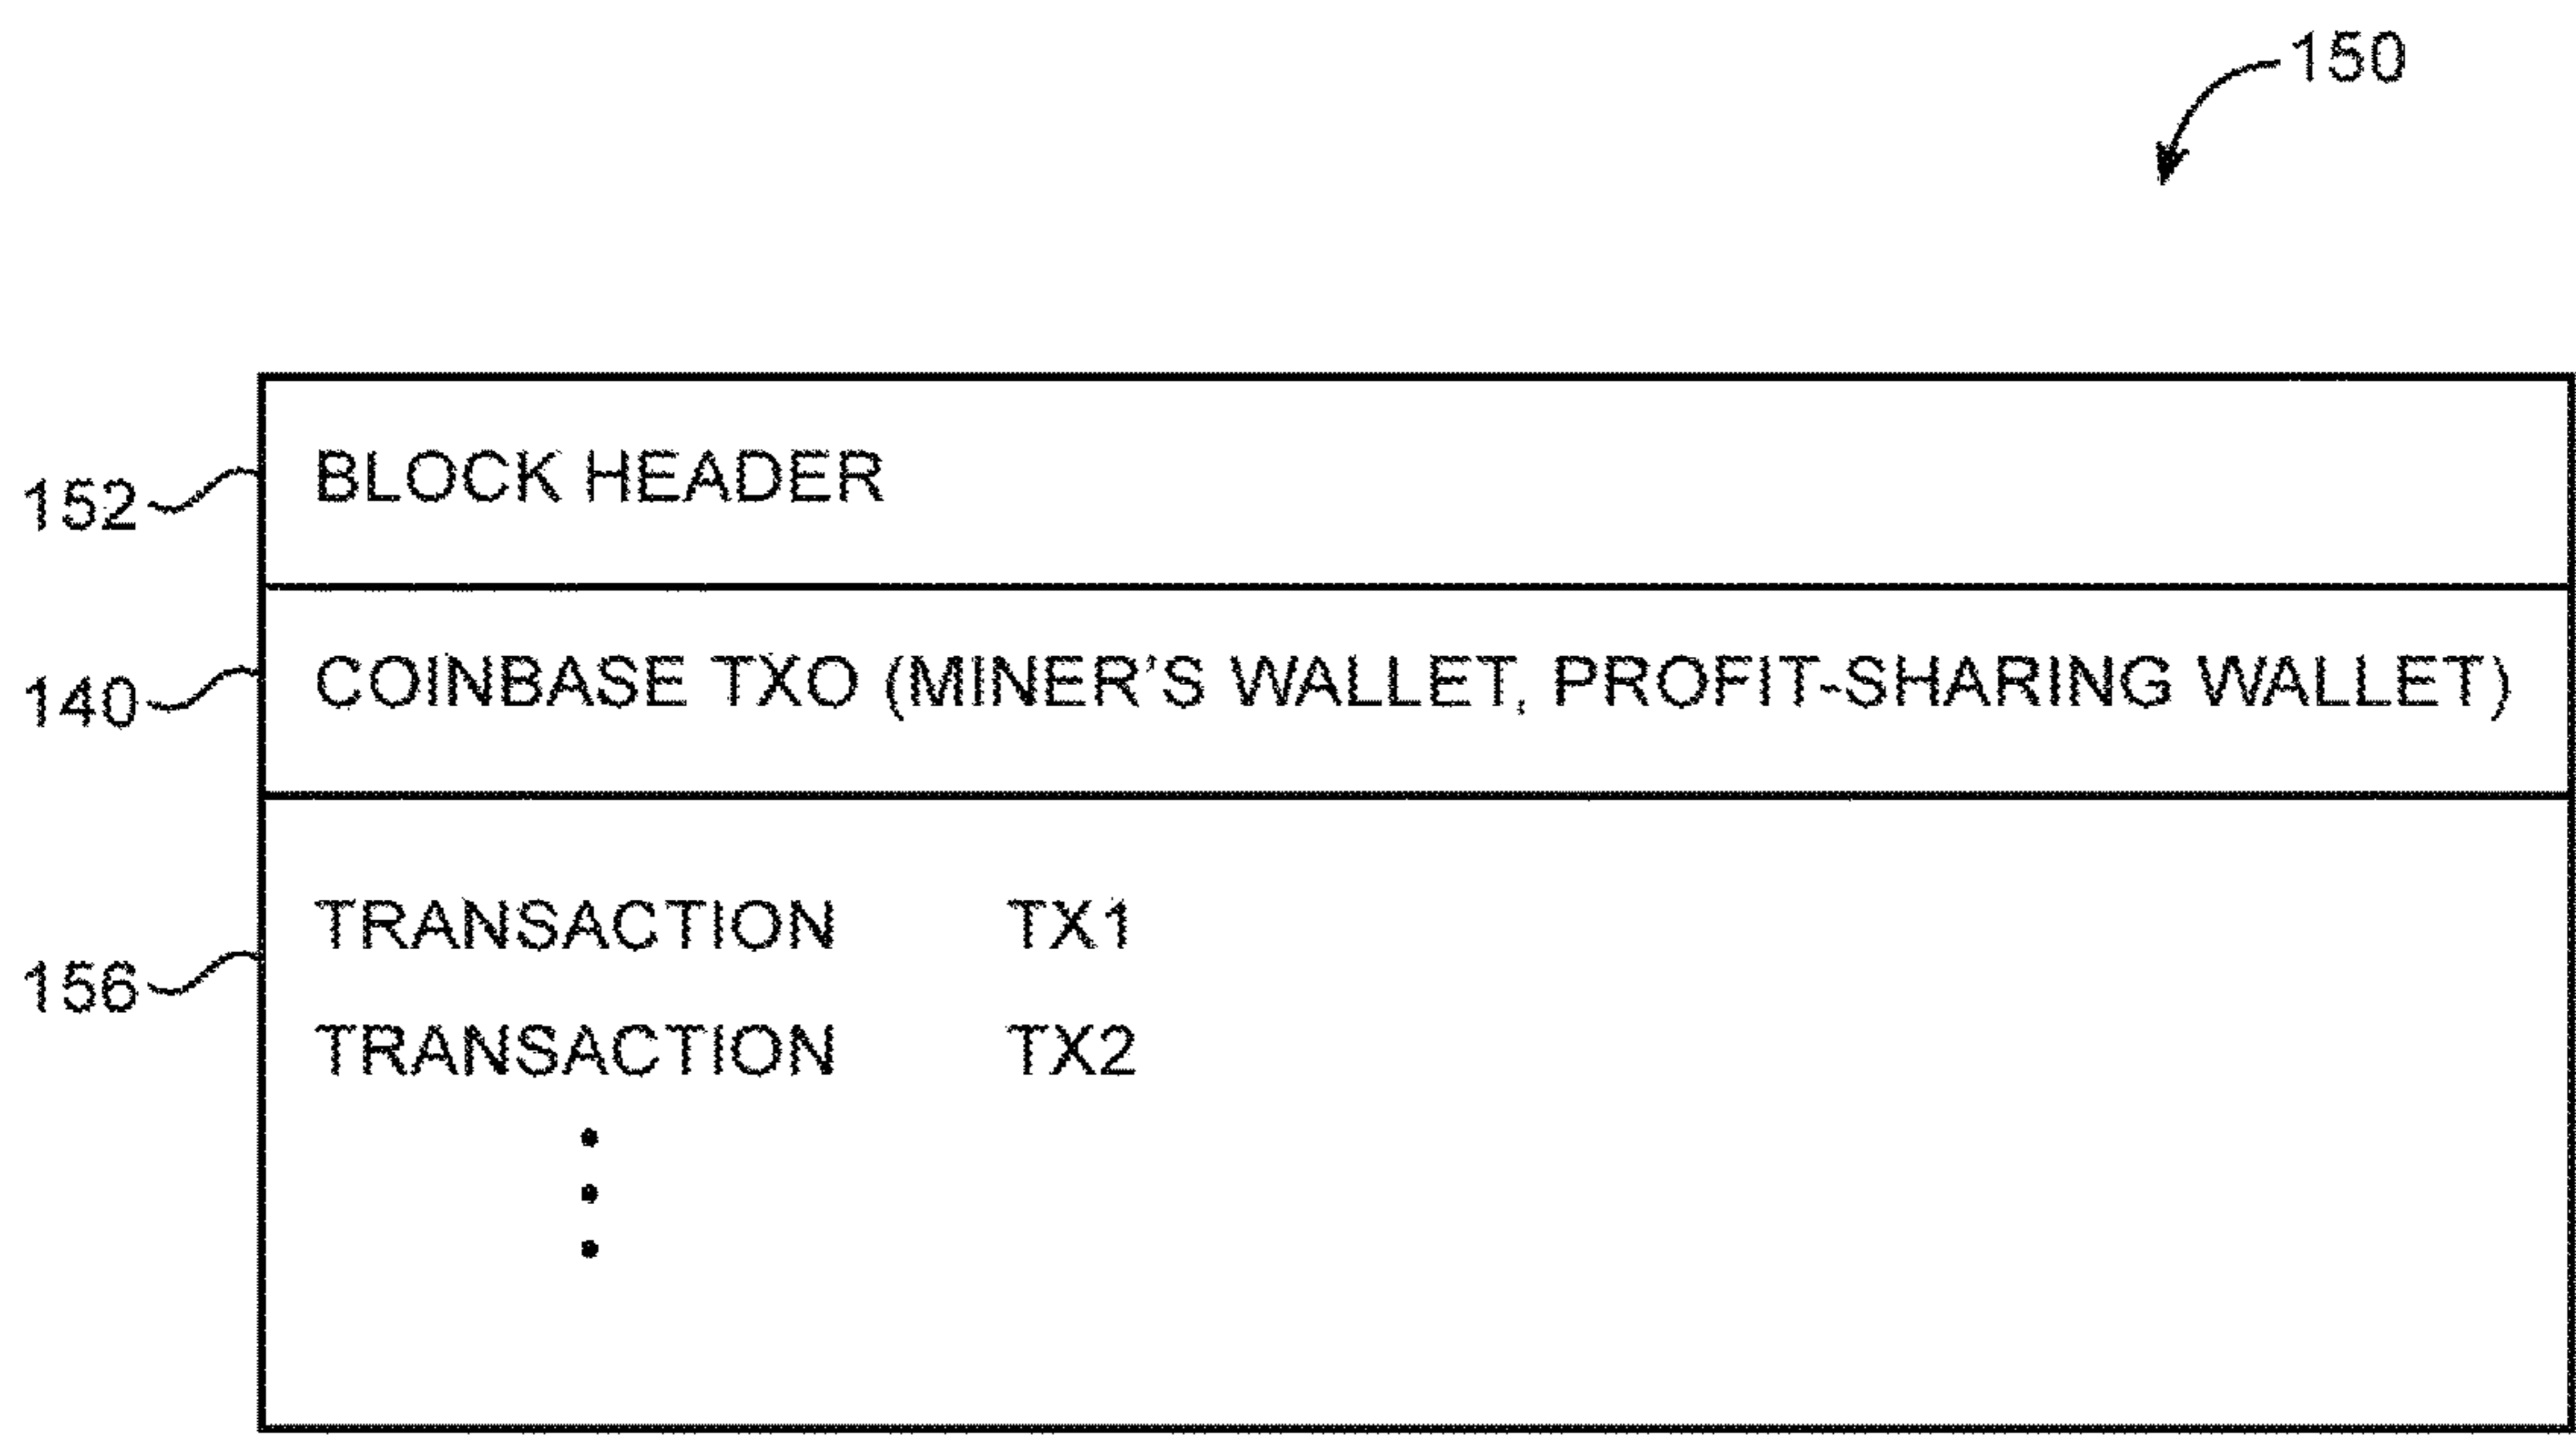 150
152 BLOCK HEADER
140 COINBASE TXO (MINER'S WALLET, PROFIT-SHARING WALLET)
TRANSACTION TX1
156
TRANSACTION TX2